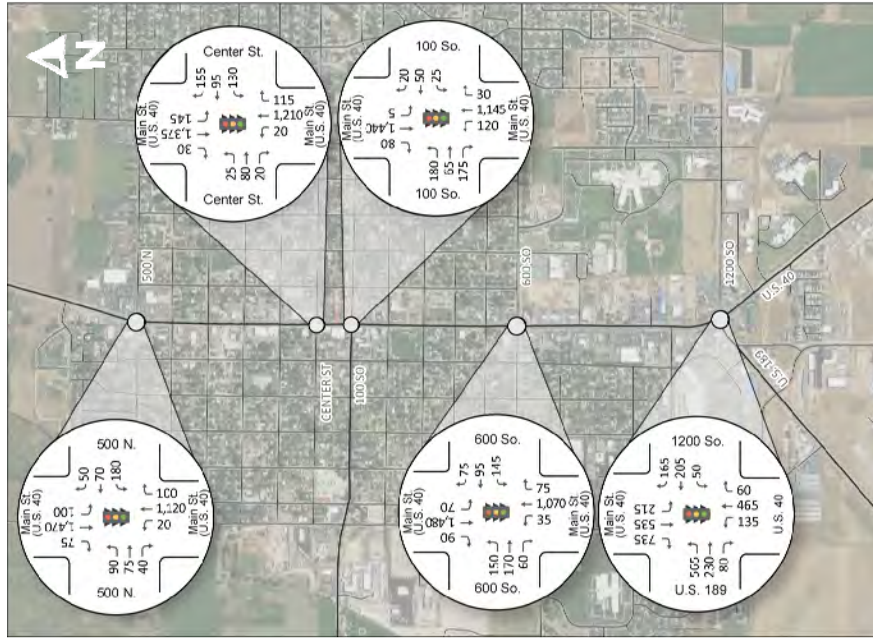 N
Center St.
155
95
130
Main St.
(U.S. 40)
145
1,375
30
115
1,210
20
Main St.
(U.S. 40)
25
80
20
Center St.
100 So.
20
50
25
Main St.
(U.S. 40)
5
1,440
80
30
1,145
120
Main St.
(U.S. 40)
180
65
175
100 So.
500 N
CENTER ST
100 SO
600 SO
1200 SO
U.S. 40
U.S. 189
500 N.
50
70
180
Main St.
(U.S. 40)
100
1,470
75
100
1,120
20
Main St.
(U.S. 40)
90
75
40
500 N.
600 So.
75
95
145
Main St.
(U.S. 40)
70
1,480
90
75
1,070
35
Main St.
(U.S. 40)
150
170
60
600 So.
1200 So.
165
205
50
Main St.
(U.S. 40)
215
535
735
60
465
135
U.S. 40
565
230
80
U.S. 189